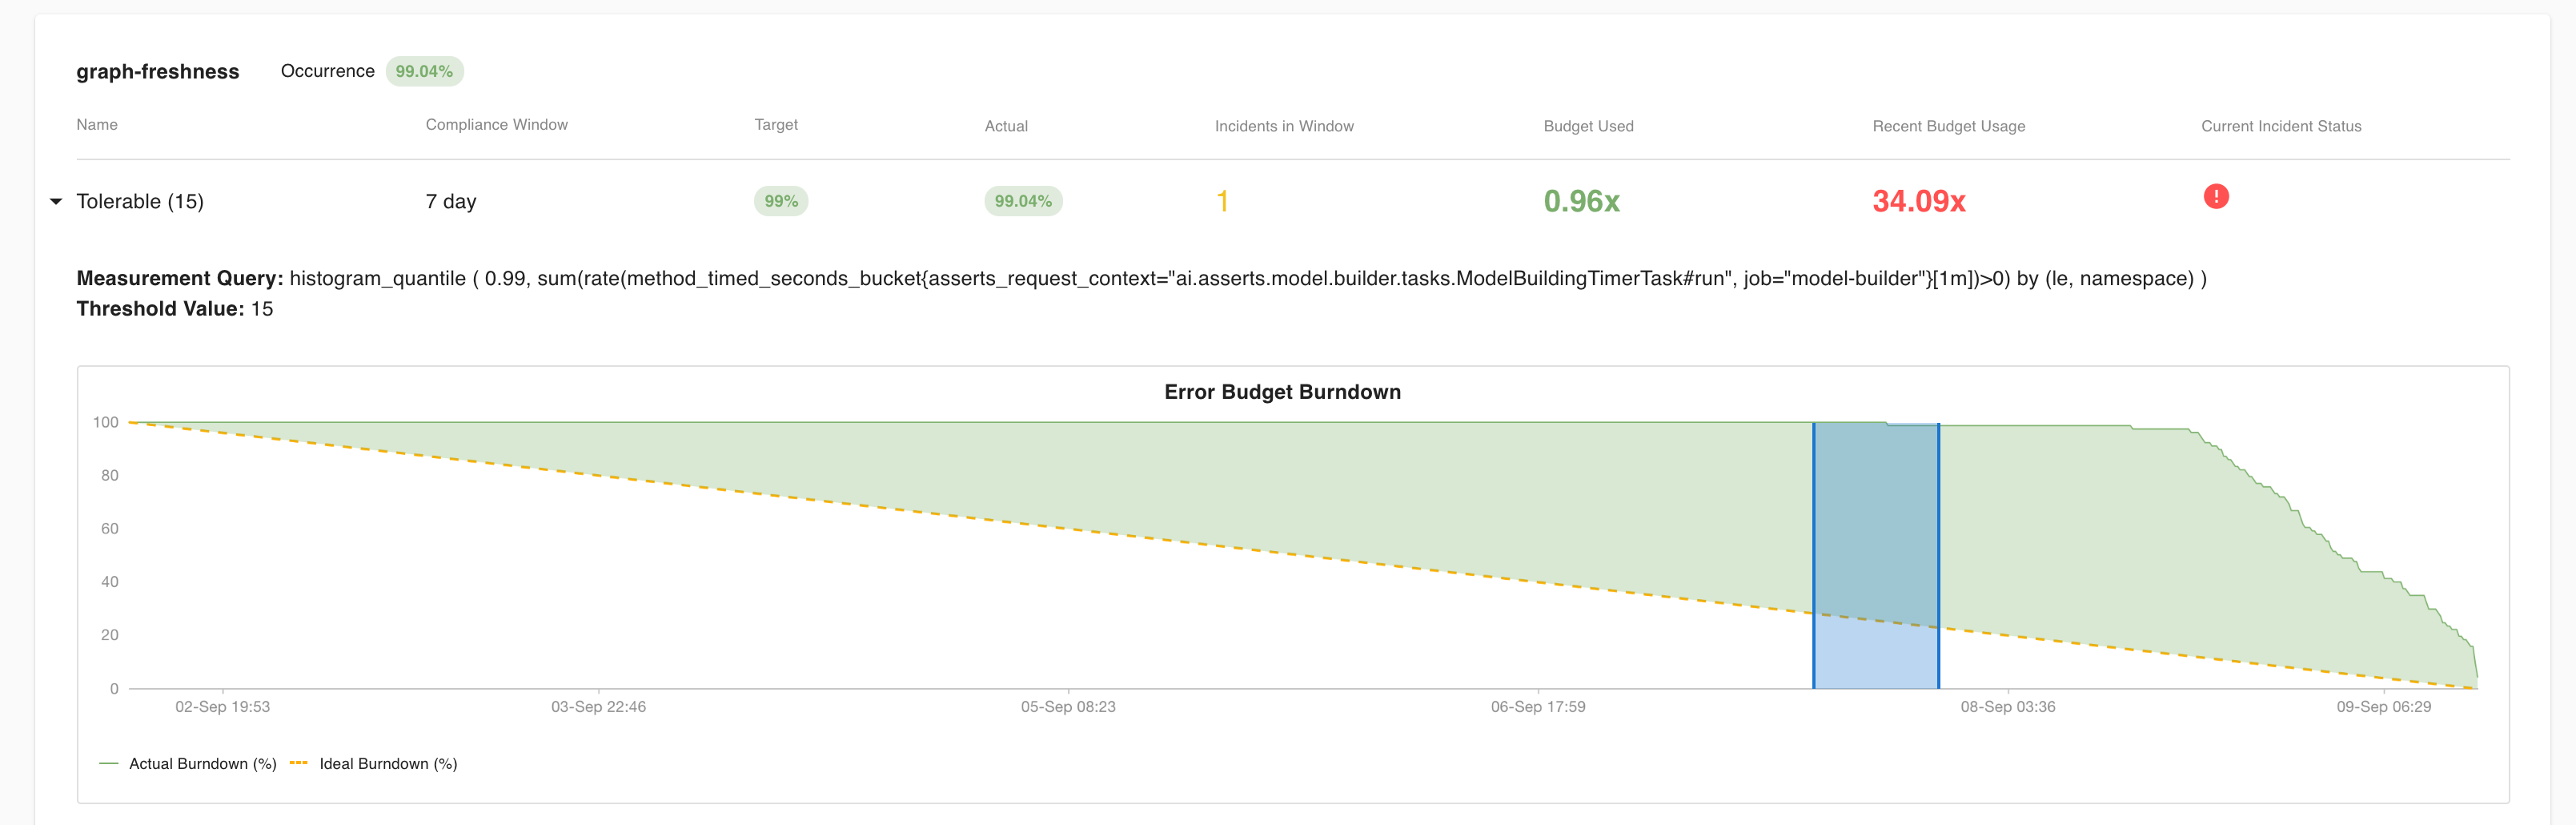 graph-freshness Occurrence 99.04%
Name Compliance Window Target Actual Incidents in Window Budget Used Recent Budget Usage Current Incident Status
Tolerable (15) 7 day 99% 99.04% 1 0.96x 34.09x !
Measurement Query: histogram_quantile ( 0.99, sum(rate(method_timed_seconds_bucket{asserts_request_context="ai.asserts.model.builder.tasks.ModelBuildingTimerTask#run", job="model-builder"}[1m])>0) by (le, namespace) )
Threshold Value: 15
Error Budget Burndown
100
80
60
40
20
0
02-Sep 19:53 03-Sep 22:46 05-Sep 08:23 06-Sep 17:59 08-Sep 03:36 09-Sep 06:29
Actual Burndown (%) Ideal Burndown (%)